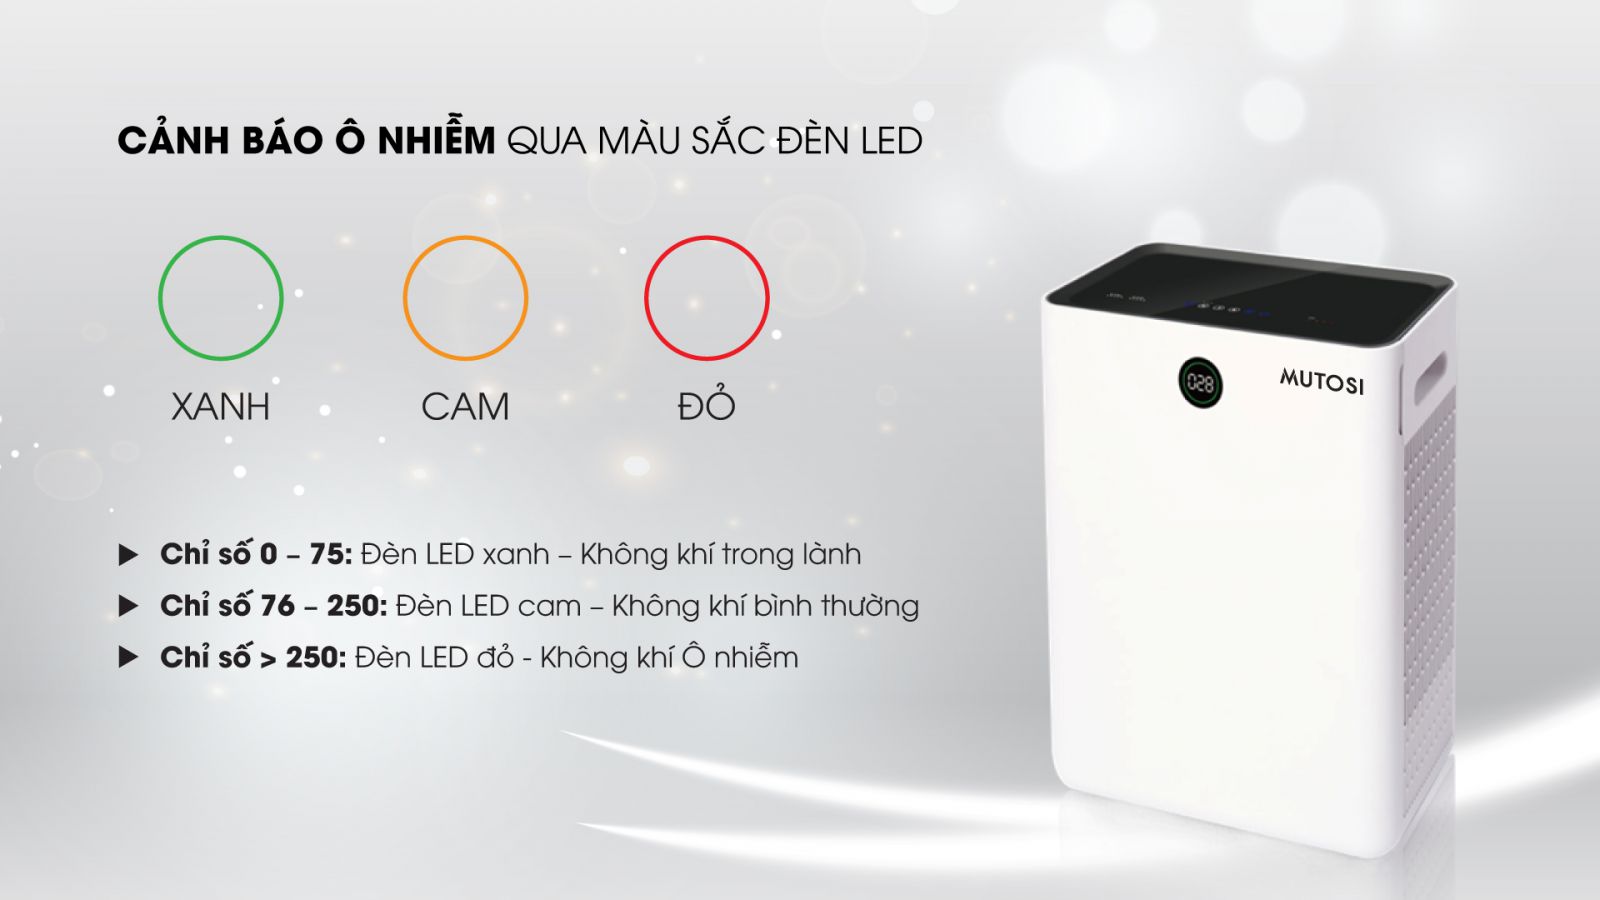 CẢNH BÁO Ô NHIỄM QUA MÀU SẮC ĐÈN LED
XANH
CAM
ĐỎ
028
MUTOSI
Chỉ số 0 – 75: Đèn LED xanh – Không khí trong lành
Chỉ số 76 – 250: Đèn LED cam – Không khí bình thường
Chỉ số > 250: Đèn LED đỏ - Không khí Ô nhiễm